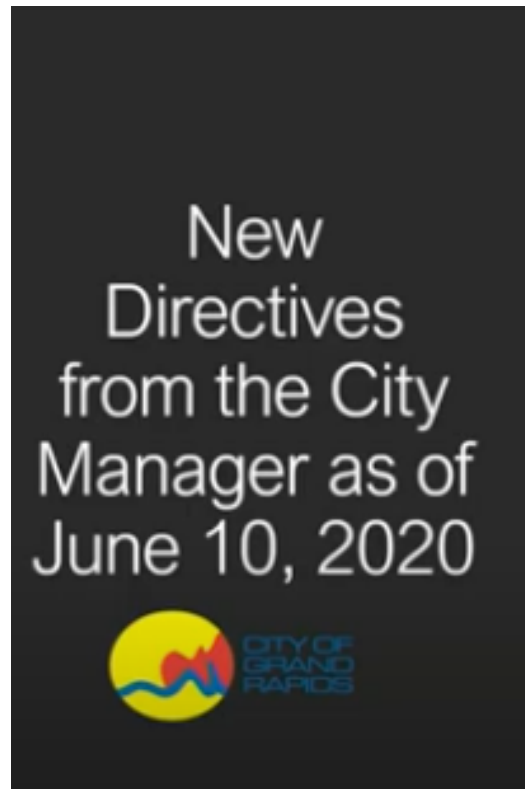 New
Directives
from the City
Manager as of
June 10, 2020
CITY OF
GRAND
RAPIDS